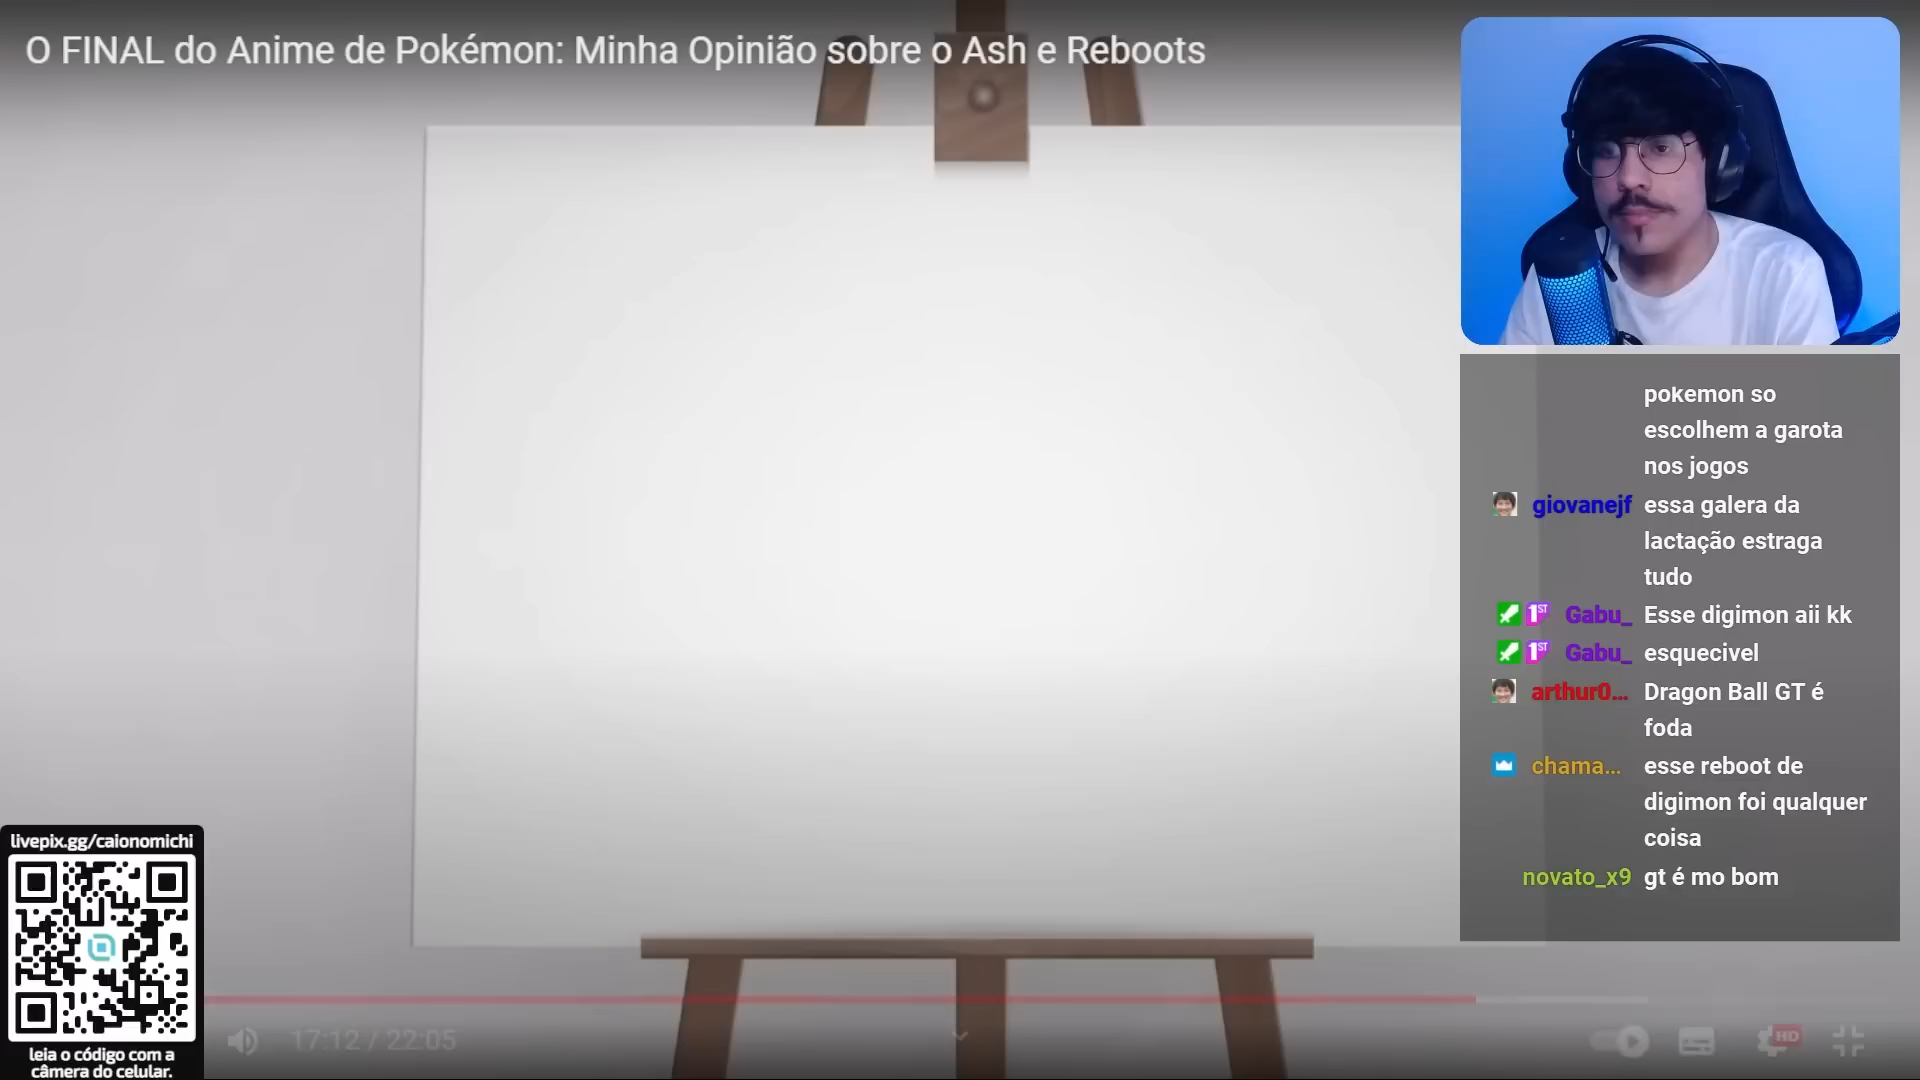 O FINAL do Anime de Pokémon: Minha Opinião sobre o Ash e Reboots
pokemon so
escolhem a garota
nos jogos
giovanejf essa galera da
lactação estraga
tudo
1ST Gabu_ Esse digimon aii kk
1ST Gabu_ esquecivel
arthur0... Dragon Ball GT é
foda
chama... esse reboot de
digimon foi qualquer
coisa
novato_x9 gt é mo bom
livepix.gg/caionomichi
leia o código com a
câmera do celular.
17:12 / 22:05
HD